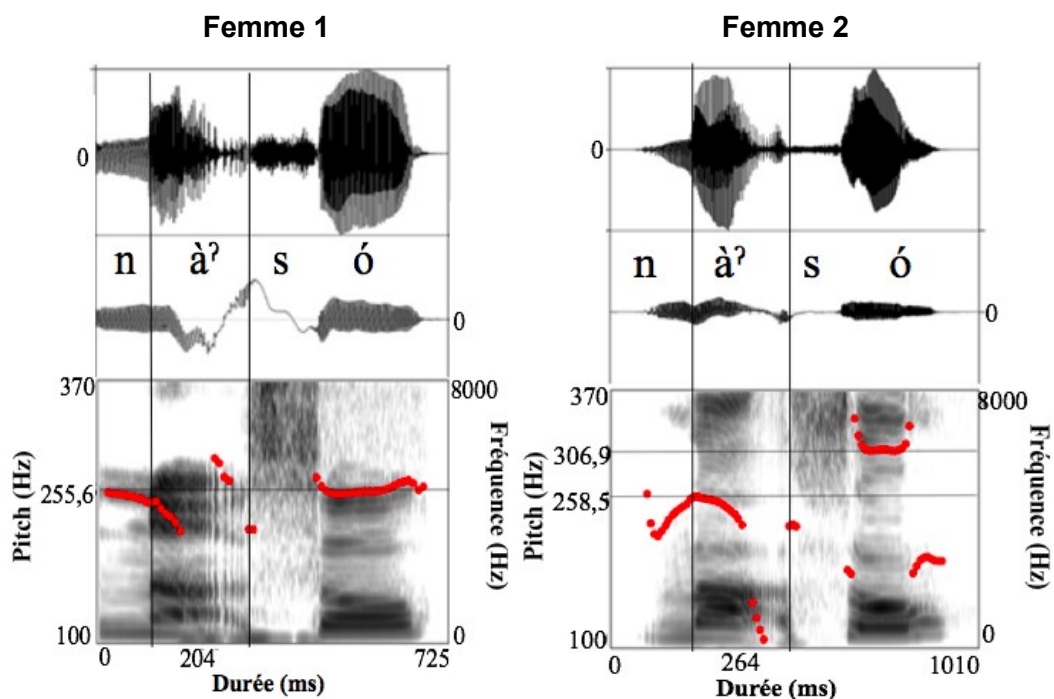 Femme 1
0
n àˀ s ó
0
370
255,6
100
Pitch (Hz)
8000
0
Fréquence (Hz)
0 204 725
Durée (ms)
Femme 2
0
n àˀ s ó
0
370
306,9
258,5
100
Pitch (Hz)
8000
0
Fréquence (Hz)
0 264 1010
Durée (ms)